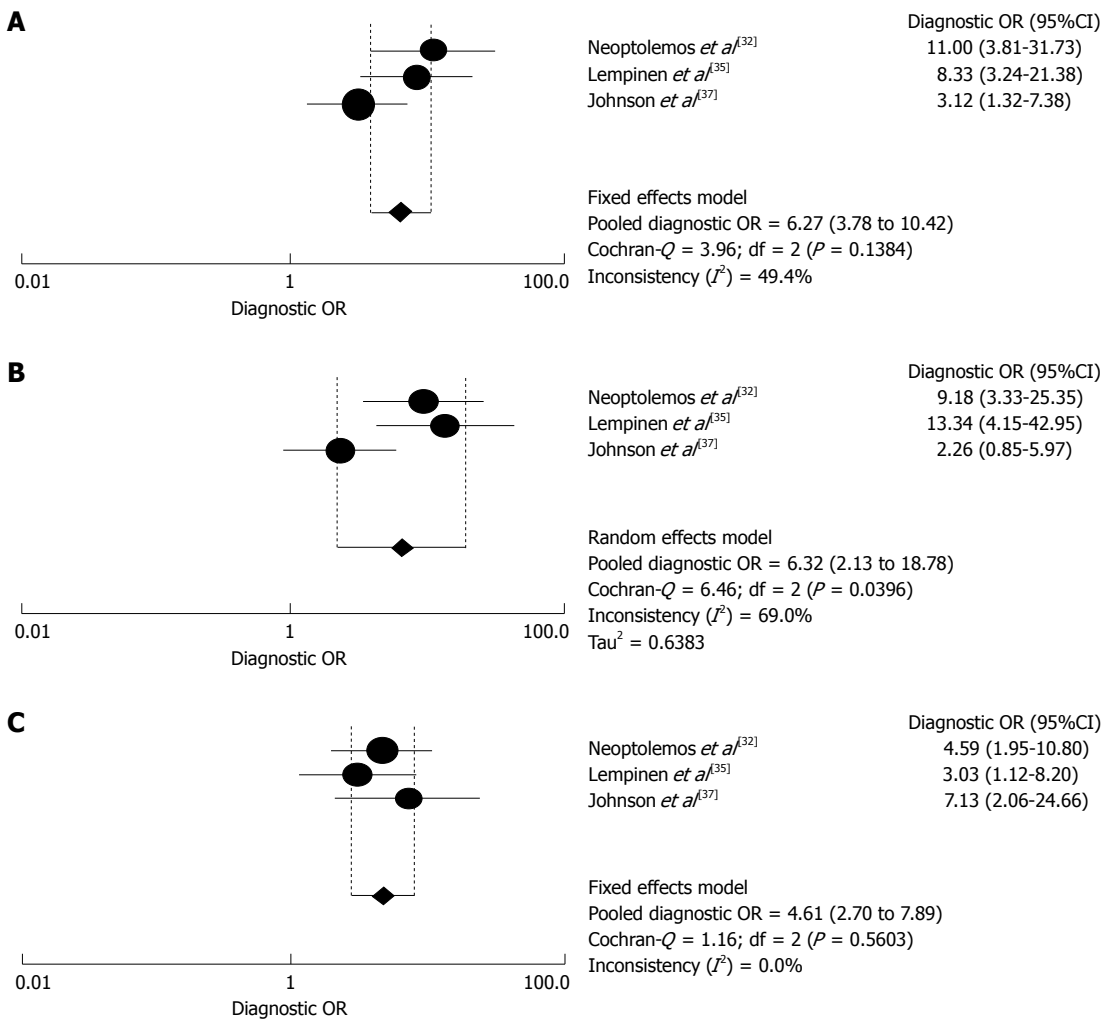 A
Diagnostic OR (95%CI)
Neoptolemos et al[32] 11.00 (3.81-31.73)
Lempinen et al[35] 8.33 (3.24-21.38)
Johnson et al[37] 3.12 (1.32-7.38)
Fixed effects model
Pooled diagnostic OR = 6.27 (3.78 to 10.42)
Cochran-Q = 3.96; df = 2 (P = 0.1384)
Inconsistency (I²) = 49.4%
0.01 1 100.0
Diagnostic OR
B
Diagnostic OR (95%CI)
Neoptolemos et al[32] 9.18 (3.33-25.35)
Lempinen et al[35] 13.34 (4.15-42.95)
Johnson et al[37] 2.26 (0.85-5.97)
Random effects model
Pooled diagnostic OR = 6.32 (2.13 to 18.78)
Cochran-Q = 6.46; df = 2 (P = 0.0396)
Inconsistency (I²) = 69.0%
Tau² = 0.6383
0.01 1 100.0
Diagnostic OR
C
Diagnostic OR (95%CI)
Neoptolemos et al[32] 4.59 (1.95-10.80)
Lempinen et al[35] 3.03 (1.12-8.20)
Johnson et al[37] 7.13 (2.06-24.66)
Fixed effects model
Pooled diagnostic OR = 4.61 (2.70 to 7.89)
Cochran-Q = 1.16; df = 2 (P = 0.5603)
Inconsistency (I²) = 0.0%
0.01 1 100.0
Diagnostic OR